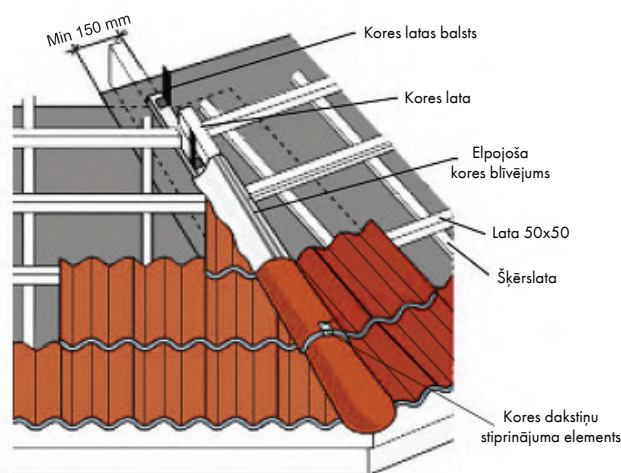 Min 150 mm
Kores latas balsts
Kores lata
Elpojoša
kores blīvējums
Lata 50x50
Šķērslata
Kores dakstiņu
stiprinājuma elements